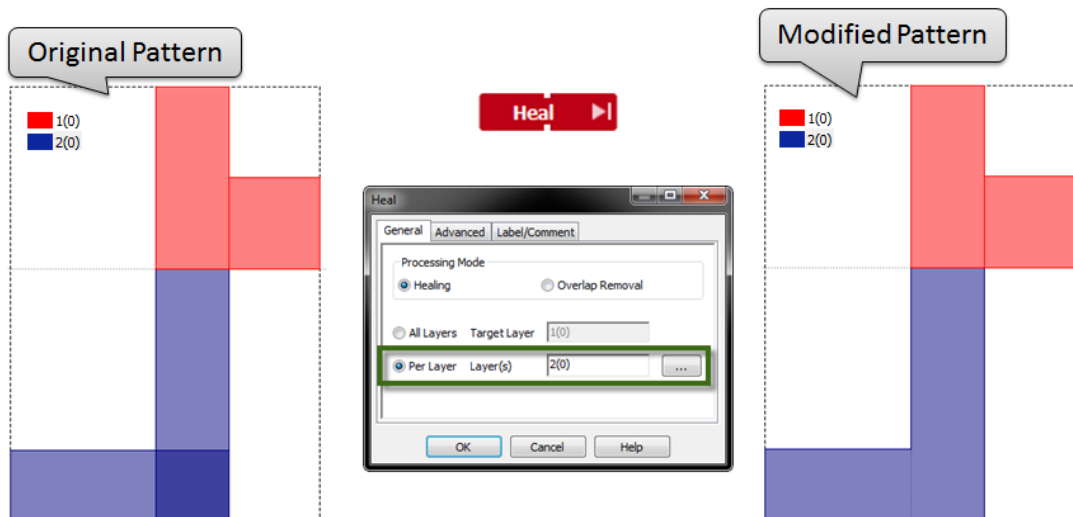 Original Pattern
Modified Pattern
1(0)
2(0)
Heal
1(0)
2(0)
Heal
General Advanced Label/Comment
Processing Mode
Healing Overlap Removal
All Layers Target Layer 1(0)
Per Layer Layer(s) 2(0) ...
OK Cancel Help